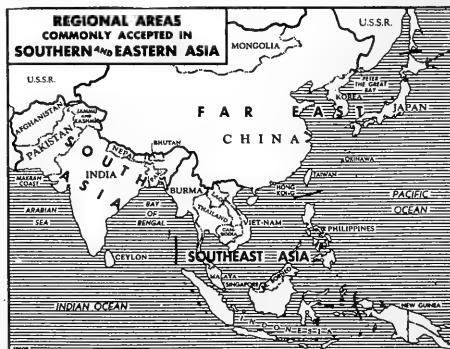 REGIONAL AREAS
COMMONLY ACCEPTED IN
SOUTHERN AND EASTERN ASIA
U.S.S.R.
MONGOLIA
U.S.S.R.
PETER
THE GREAT
BAY
KOREA
JAPAN
FAR EAST
CHINA
AFGHANISTAN
JAMMU
AND
KASHMIR
PAKISTAN
NEPAL
BHUTAN
SOUTH
ASIA
INDIA
OKINAWA
TAIWAN
MAKRAN
COAST
BURMA
HONG
KONG
PACIFIC
OCEAN
ARABIAN
SEA
BAY
OF
BENGAL
LAOS
THAILAND
VIET-NAM
CAM-
BODIA
PHILIPPINES
CEYLON
SOUTHEAST ASIA
MALAYA
SINGAPORE
INDIAN OCEAN
NEW GUINEA
INDONESIA